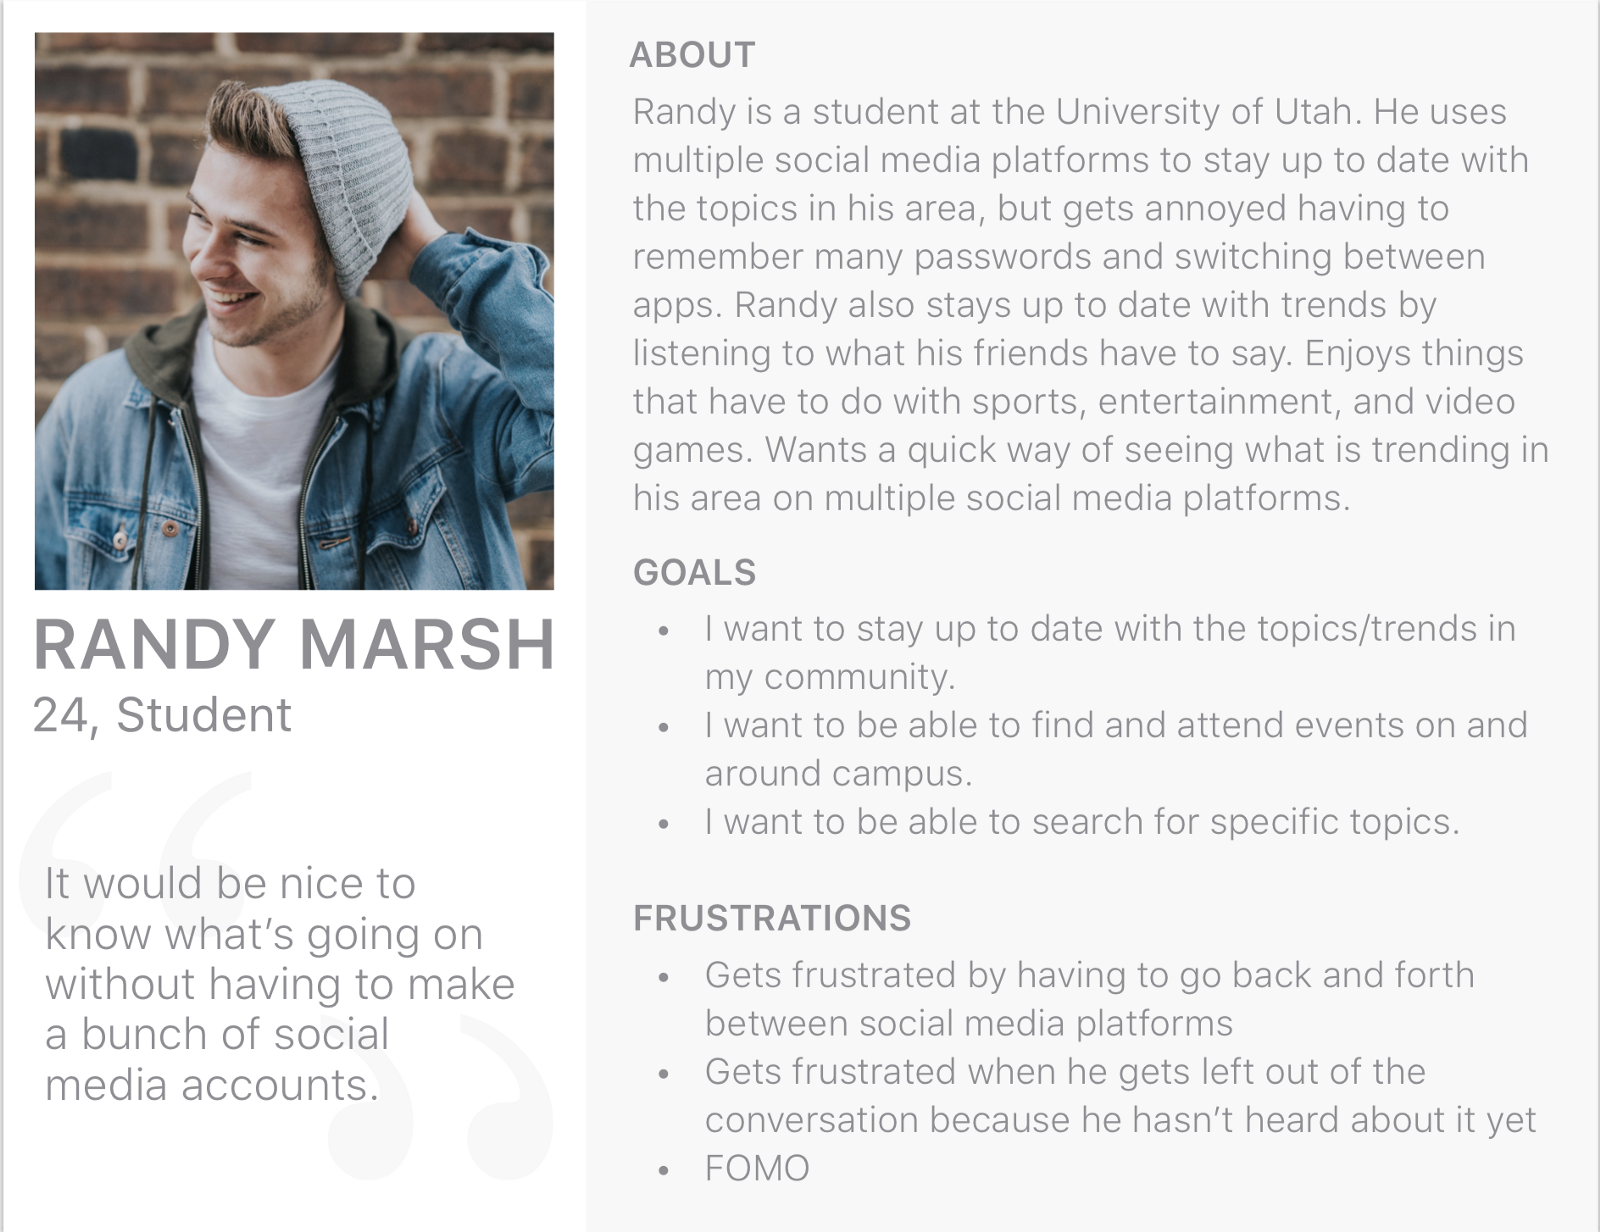 RANDY MARSH
24, Student
“
It would be nice to
know what’s going on
without having to make
a bunch of social
media accounts.
”
ABOUT
Randy is a student at the University of Utah. He uses
multiple social media platforms to stay up to date with
the topics in his area, but gets annoyed having to
remember many passwords and switching between
apps. Randy also stays up to date with trends by
listening to what his friends have to say. Enjoys things
that have to do with sports, entertainment, and video
games. Wants a quick way of seeing what is trending in
his area on multiple social media platforms.
GOALS
• I want to stay up to date with the topics/trends in
my community.
• I want to be able to find and attend events on and
around campus.
• I want to be able to search for specific topics.
FRUSTRATIONS
• Gets frustrated by having to go back and forth
between social media platforms
• Gets frustrated when he gets left out of the
conversation because he hasn’t heard about it yet
• FOMO